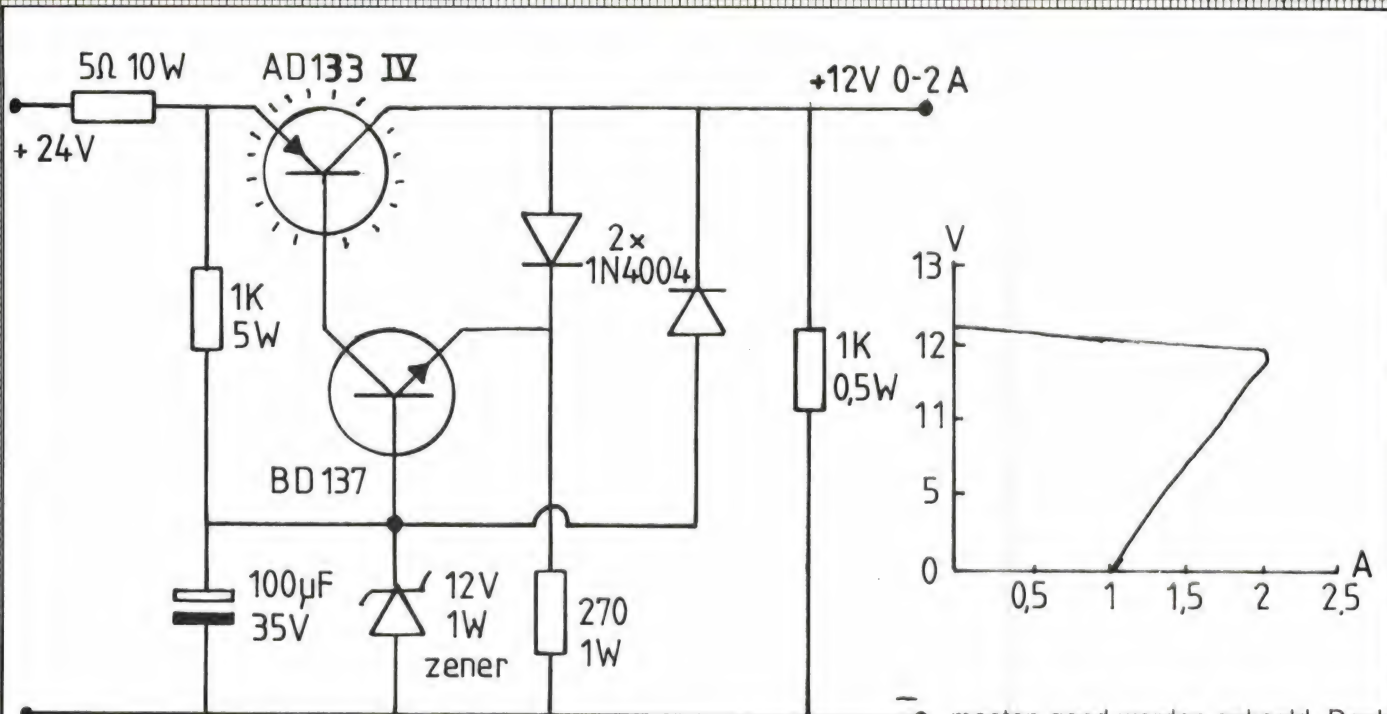 5Ω 10W
AD133 IV
+12V 0-2A
+ 24V
2×
1N4004
1K
5W
1K
0,5W
BD137
100µF
35V
12V
1W
zener
270
1W
V
13
12
11
5
0
0,5
1
1,5
2
2,5
A